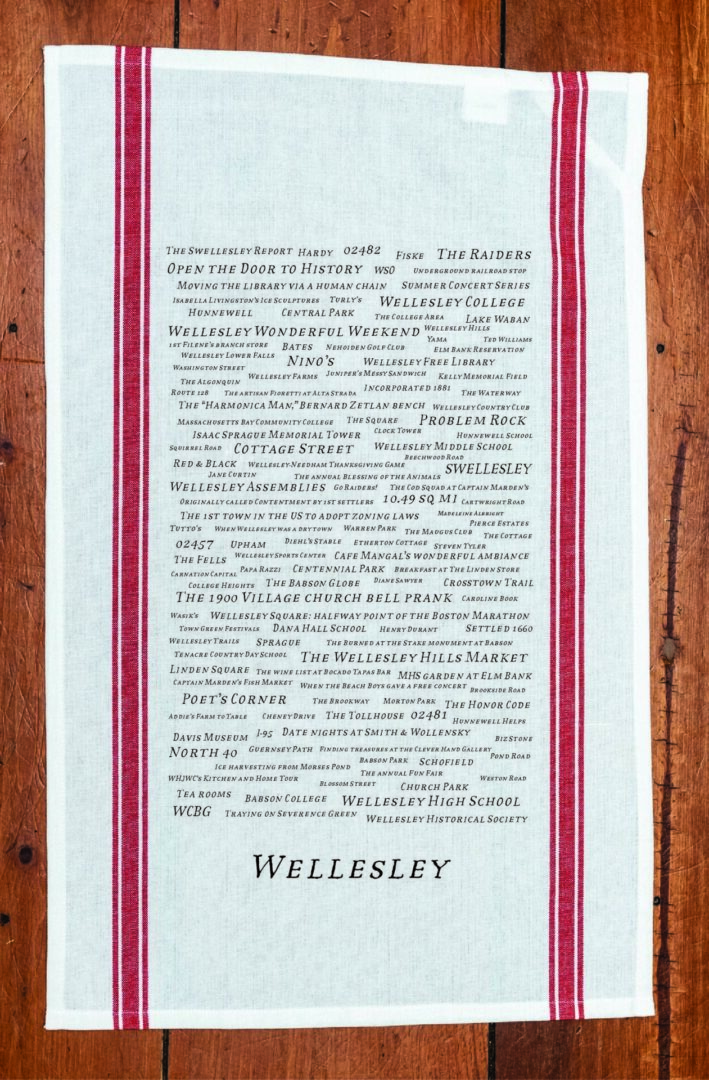 The Swellesley Report Hardy 02482 Fiske The Raiders
Open the Door to History WSO Underground railroad stop
Moving the library via a human chain Summer Concert Series
Isabella Livingston's Ice Sculptures Turly's Wellesley College
Hunnewell Central Park The College Area Lake Waban
Wellesley Wonderful Weekend Wellesley Hills
1st Filene's branch store Bates Nehoiden Golf Club Yama Ted Williams
Wellesley Lower Falls Nino's Wellesley Free Library Elm Bank Reservation
Washington Street
The Algonquin Wellesley Farms Juniper's Messy Sandwich Kelly Memorial Field
Route 128 The artisan Fioretti at Alta Strada Incorporated 1881 The Waterway
The "Harmonica Man," Bernard Zetlan bench Wellesley Country Club
Massachusetts Bay Community College The Square Problem Rock
Isaac Sprague Memorial Tower Clock Tower Hunnewell School
Squirrel Road Cottage Street Wellesley Middle School
Beechwood Road
Red & Black Wellesley-Needham Thanksgiving Game Swellesley
Jane Curtin The annual Blessing of the Animals
Wellesley Assemblies Go Raiders! The Cod Squad at Captain Marden's
Originally called Contentment by 1st settlers 10.49 sq mi Cartwright Road
The 1st town in the US to adopt zoning laws Madeleine Albright
Tutto's When Wellesley was a dry town Warren Park The Maugus Club Pierce Estates
The Cottage
02457 Upham Diehl's Stable Etherton Cottage Steven Tyler
The Fells Wellesley Sports Center Cafe Mangal's wonderful ambiance
Carnation Capital Papa Razzi Centennial Park Breakfast at The Linden Store
College Heights The Babson Globe Diane Sawyer Crosstown Trail
The 1900 Village church bell prank Caroline Book
Wasik's Wellesley Square: halfway point of the Boston Marathon
Town Green Festivals Dana Hall School Henry Durant Settled 1660
Wellesley Trails Sprague The Burned at the Stake monument at Babson
Tenacre Country Day School The Wellesley Hills Market
Linden Square The wine list at Bocado Tapas Bar MHS garden at Elm Bank
Captain Marden's Fish Market When the Beach Boys gave a free concert Brookside Road
Poet's Corner The Brookway Morton Park The Honor Code
Addie's Farm to Table Cheney Drive The Tollhouse 02481 Hunnewell Helps
Davis Museum I-95 Date nights at Smith & Wollensky BizStone
North 40 Guernsey Path Finding treasures at the Clever Hand Gallery
Ice harvesting from Morses Pond Babson Park Schofield Pond Road
WHJWC's Kitchen and Home Tour The annual Fun Fair Weston Road
Blossom Street Church Park
Tea rooms Babson College Wellesley High School
WCBG Traying on Severence Green Wellesley Historical Society
Wellesley